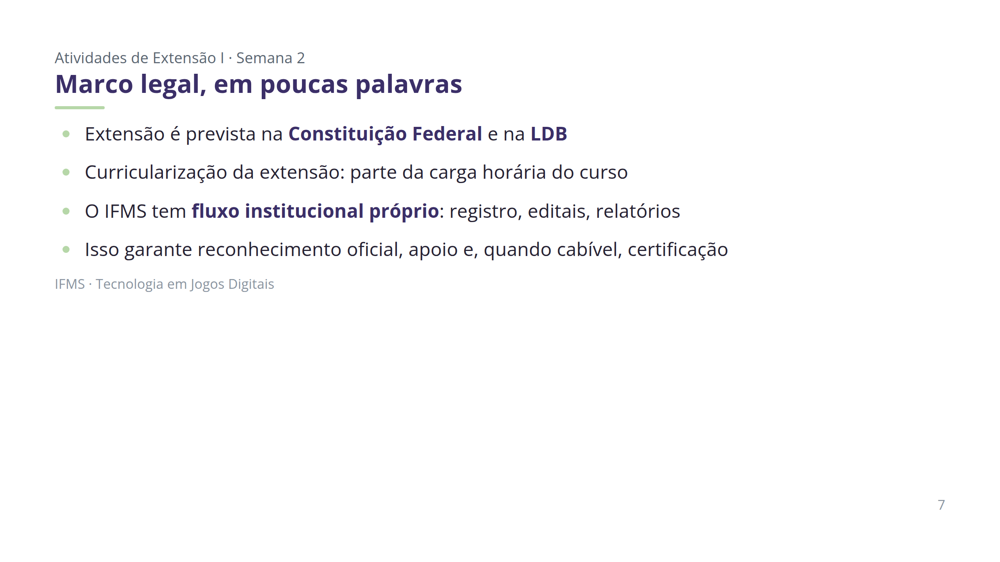 Atividades de Extensão I · Semana 2
Marco legal, em poucas palavras
Extensão é prevista na Constituição Federal e na LDB
Curricularização da extensão: parte da carga horária do curso
O IFMS tem fluxo institucional próprio: registro, editais, relatórios
Isso garante reconhecimento oficial, apoio e, quando cabível, certificação
IFMS · Tecnologia em Jogos Digitais
7